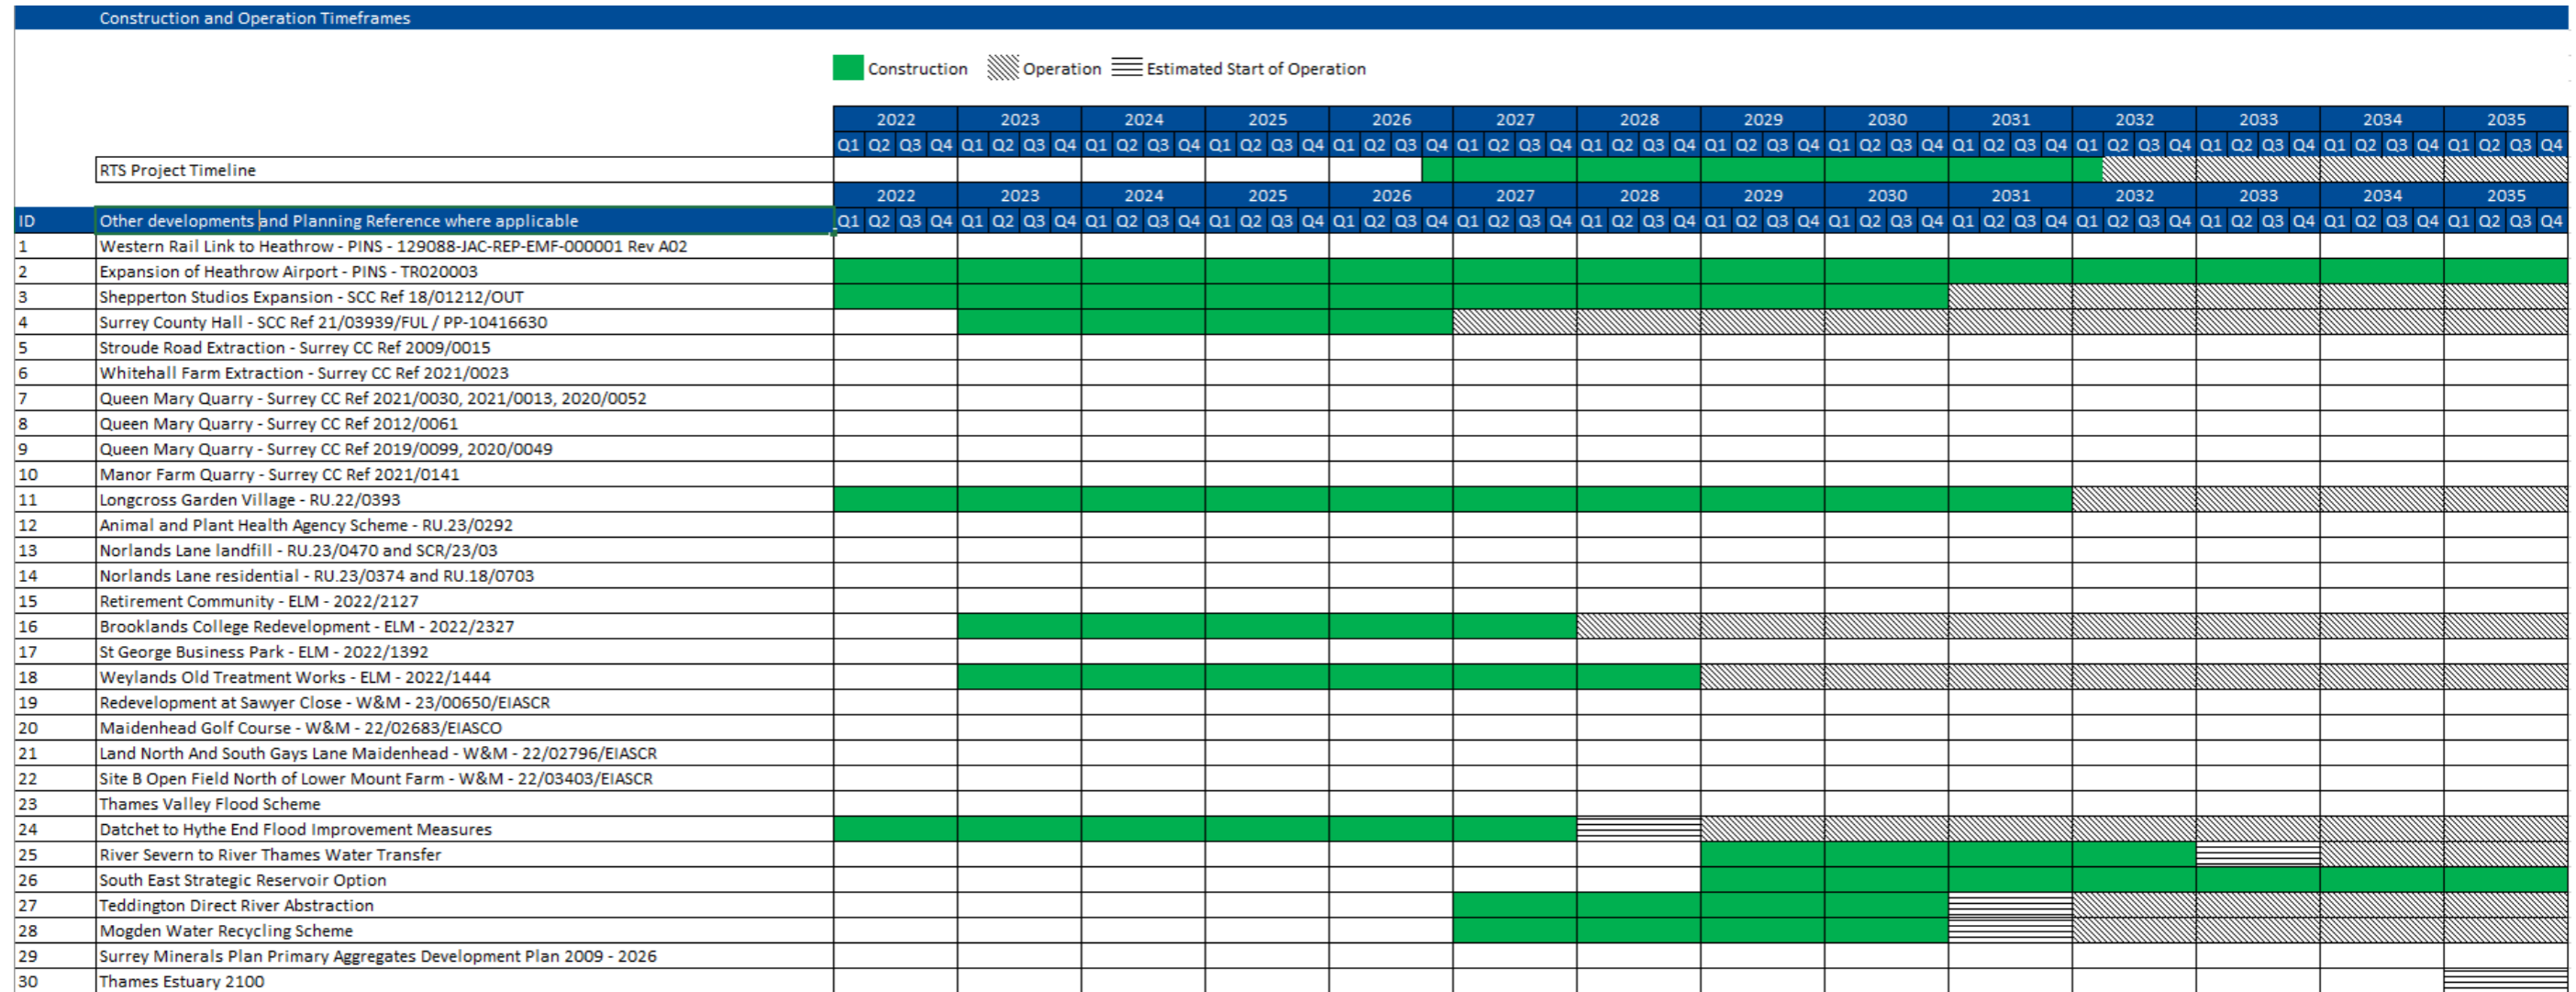 Construction and Operation Timeframes
Construction Operation Estimated Start of Operation
2022 2023 2024 2025 2026 2027 2028 2029 2030 2031 2032 2033 2034 2035
Q1 Q2 Q3 Q4 Q1 Q2 Q3 Q4 Q1 Q2 Q3 Q4 Q1 Q2 Q3 Q4 Q1 Q2 Q3 Q4 Q1 Q2 Q3 Q4 Q1 Q2 Q3 Q4 Q1 Q2 Q3 Q4 Q1 Q2 Q3 Q4 Q1 Q2 Q3 Q4 Q1 Q2 Q3 Q4 Q1 Q2 Q3 Q4 Q1 Q2 Q3 Q4 Q1 Q2 Q3 Q4
RTS Project Timeline
2022 2023 2024 2025 2026 2027 2028 2029 2030 2031 2032 2033 2034 2035
ID Other developments and Planning Reference where applicable Q1 Q2 Q3 Q4 Q1 Q2 Q3 Q4 Q1 Q2 Q3 Q4 Q1 Q2 Q3 Q4 Q1 Q2 Q3 Q4 Q1 Q2 Q3 Q4 Q1 Q2 Q3 Q4 Q1 Q2 Q3 Q4 Q1 Q2 Q3 Q4 Q1 Q2 Q3 Q4 Q1 Q2 Q3 Q4 Q1 Q2 Q3 Q4 Q1 Q2 Q3 Q4 Q1 Q2 Q3 Q4
1 Western Rail Link to Heathrow - PINS - 129088-JAC-REP-EMF-000001 Rev A02
2 Expansion of Heathrow Airport - PINS - TR020003
3 Shepperton Studios Expansion - SCC Ref 18/01212/OUT
4 Surrey County Hall - SCC Ref 21/03939/FUL / PP-10416630
5 Stroude Road Extraction - Surrey CC Ref 2009/0015
6 Whitehall Farm Extraction - Surrey CC Ref 2021/0023
7 Queen Mary Quarry - Surrey CC Ref 2021/0030, 2021/0013, 2020/0052
8 Queen Mary Quarry - Surrey CC Ref 2012/0061
9 Queen Mary Quarry - Surrey CC Ref 2019/0099, 2020/0049
10 Manor Farm Quarry - Surrey CC Ref 2021/0141
11 Longcross Garden Village - RU.22/0393
12 Animal and Plant Health Agency Scheme - RU.23/0292
13 Norlands Lane landfill - RU.23/0470 and SCR/23/03
14 Norlands Lane residential - RU.23/0374 and RU.18/0703
15 Retirement Community - ELM - 2022/2127
16 Brooklands College Redevelopment - ELM - 2022/2327
17 St George Business Park - ELM - 2022/1392
18 Weylands Old Treatment Works - ELM - 2022/1444
19 Redevelopment at Sawyer Close - W&M - 23/00650/EIASCR
20 Maidenhead Golf Course - W&M - 22/02683/EIASCO
21 Land North And South Gays Lane Maidenhead - W&M - 22/02796/EIASCR
22 Site B Open Field North of Lower Mount Farm - W&M - 22/03403/EIASCR
23 Thames Valley Flood Scheme
24 Datchet to Hythe End Flood Improvement Measures
25 River Severn to River Thames Water Transfer
26 South East Strategic Reservoir Option
27 Teddington Direct River Abstraction
28 Mogden Water Recycling Scheme
29 Surrey Minerals Plan Primary Aggregates Development Plan 2009 - 2026
30 Thames Estuary 2100